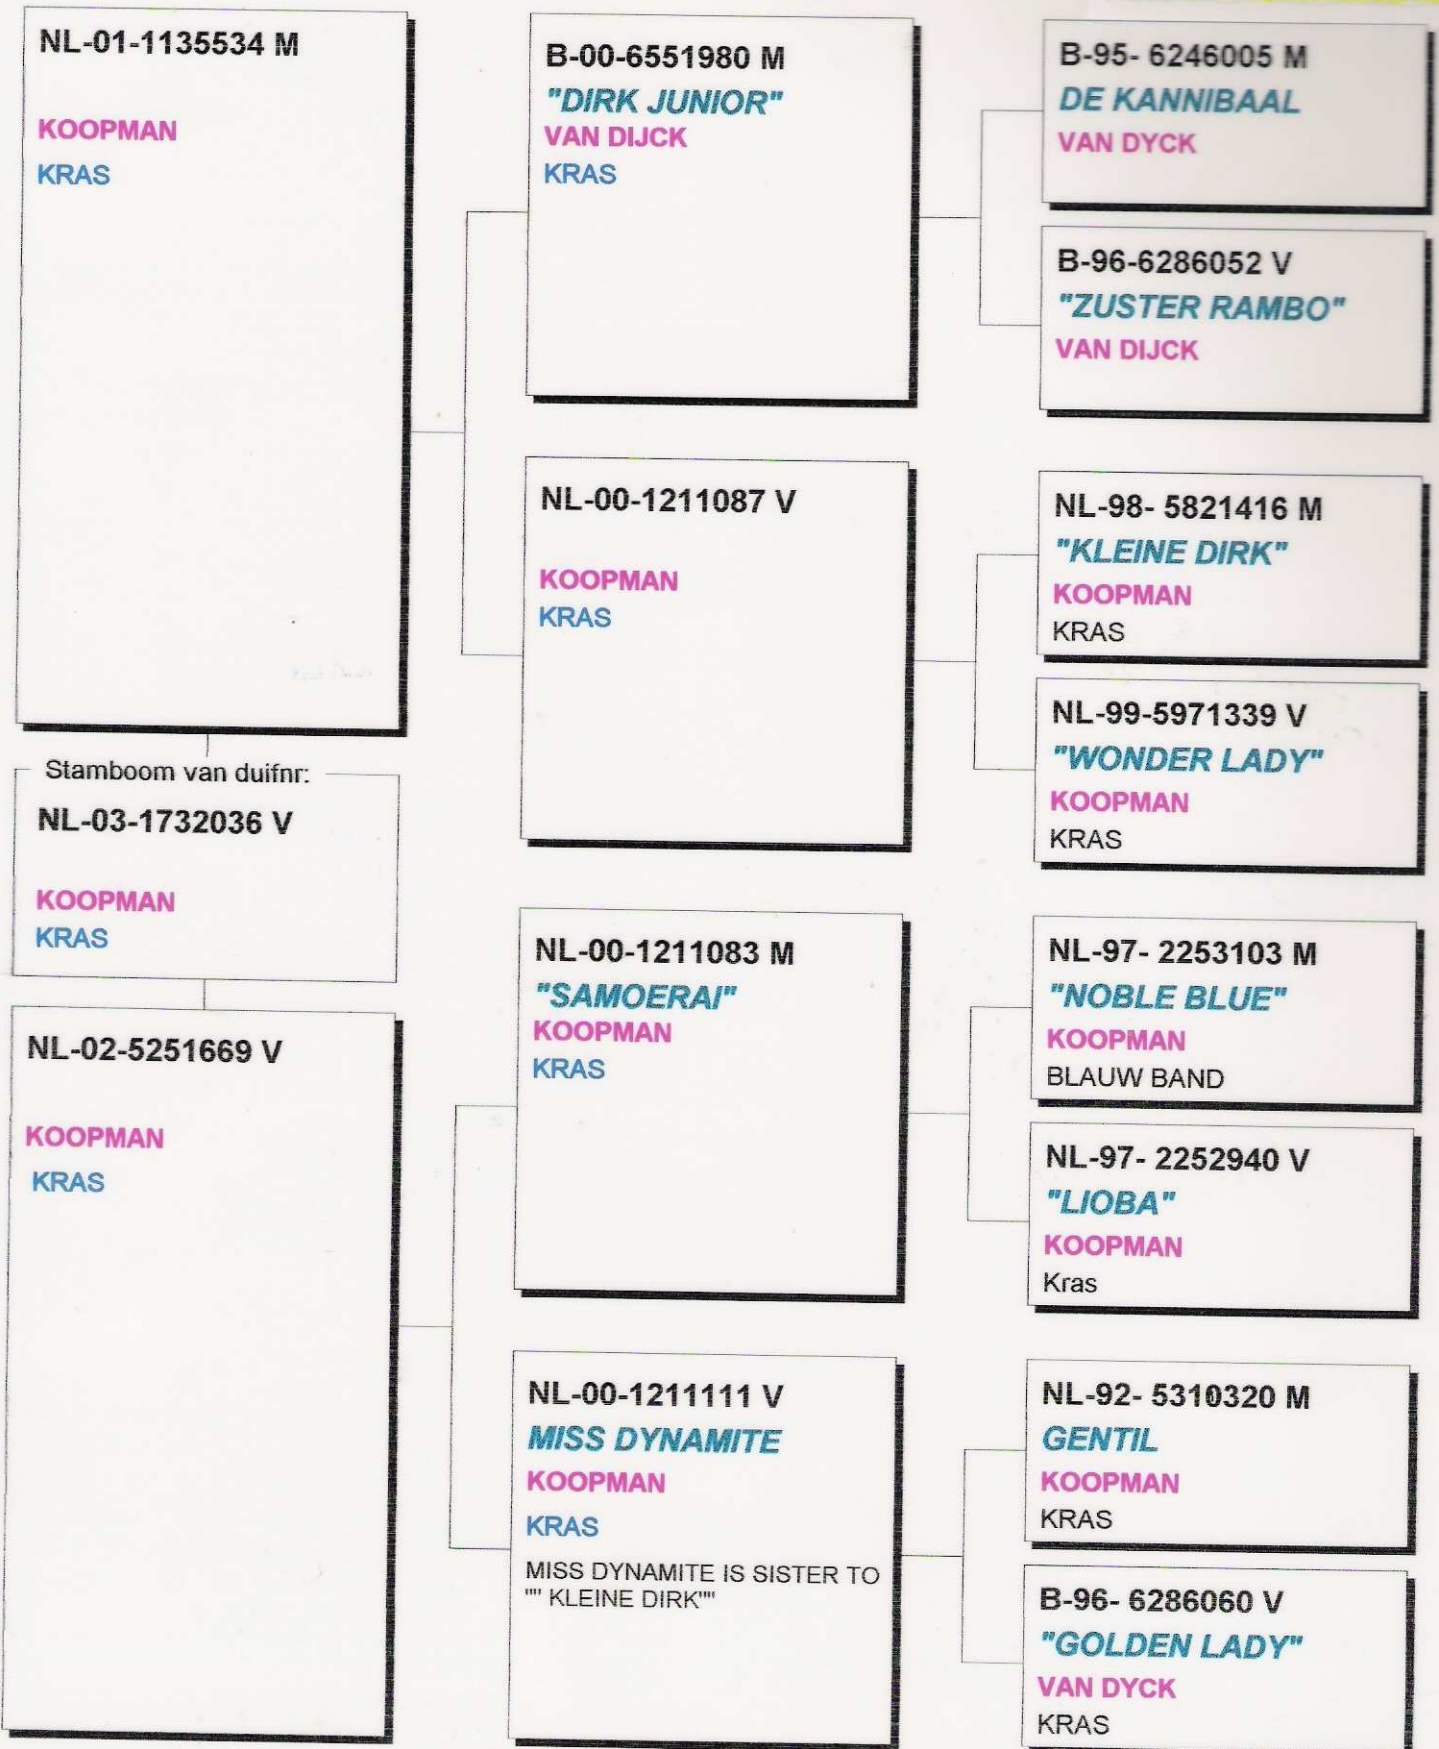 NL-01-1135534 M
KOOPMAN
KRAS
Stamboom van duifnr:
NL-03-1732036 V
KOOPMAN
KRAS
NL-02-5251669 V
KOOPMAN
KRAS
B-00-6551980 M
"DIRK JUNIOR"
VAN DIJCK
KRAS
NL-00-1211087 V
KOOPMAN
KRAS
NL-00-1211083 M
"SAMOERAI"
KOOPMAN
KRAS
NL-00-1211111 V
MISS DYNAMITE
KOOPMAN
KRAS
MISS DYNAMITE IS SISTER TO
"" KLEINE DIRK""
B-95- 6246005 M
DE KANNIBAAL
VAN DYCK
B-96-6286052 V
"ZUSTER RAMBO"
VAN DIJCK
NL-98- 5821416 M
"KLEINE DIRK"
KOOPMAN
KRAS
NL-99-5971339 V
"WONDER LADY"
KOOPMAN
KRAS
NL-97- 2253103 M
"NOBLE BLUE"
KOOPMAN
BLAUW BAND
NL-97- 2252940 V
"LIOBA"
KOOPMAN
Kras
NL-92- 5310320 M
GENTIL
KOOPMAN
KRAS
B-96- 6286060 V
"GOLDEN LADY"
VAN DYCK
KRAS